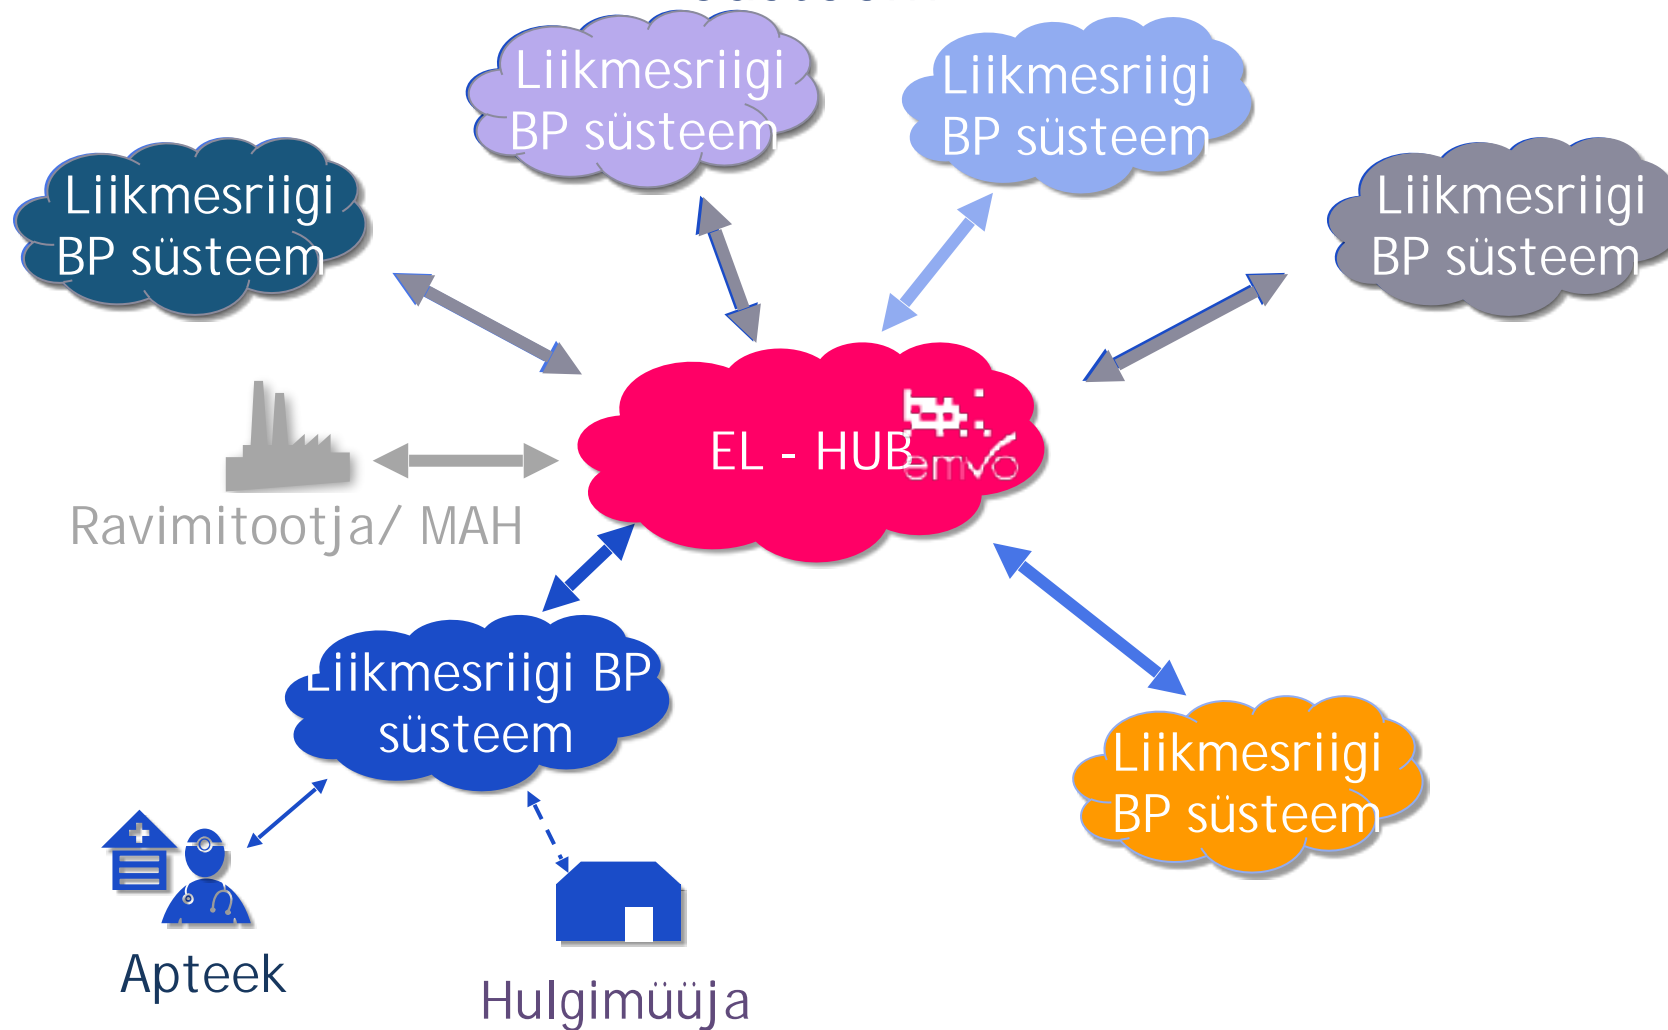 Liikmesriigi
BP süsteem
Liikmesriigi
BP süsteem
Liikmesriigi
BP süsteem
Liikmesriigi
BP süsteem
EL - HUB
emvo
Ravimitootja/ MAH
Liikmesriigi BP
süsteem
Liikmesriigi
BP süsteem
Apteek
Hulgimüüja